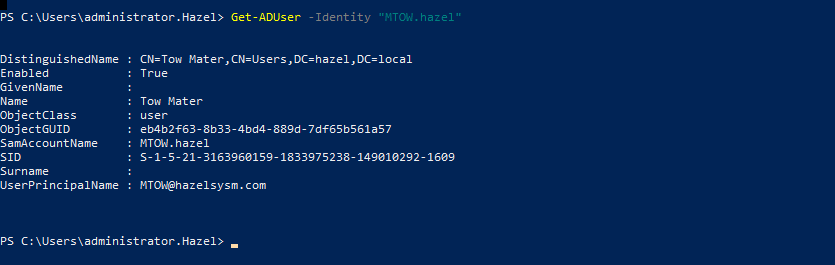 PS C:\Users\administrator.Hazel> Get-ADUser -Identity "MTOW.hazel"
DistinguishedName : CN=Tow Mater,CN=Users,DC=hazel,DC=local
Enabled           : True
GivenName         :
Name              : Tow Mater
ObjectClass       : user
ObjectGUID        : eb4b2f63-8b33-4bd4-889d-7df65b561a57
SamAccountName    : MTOW.hazel
SID               : S-1-5-21-3163960159-1833975238-149010292-1609
Surname           :
UserPrincipalName : MTOW@hazelsysm.com
PS C:\Users\administrator.Hazel>